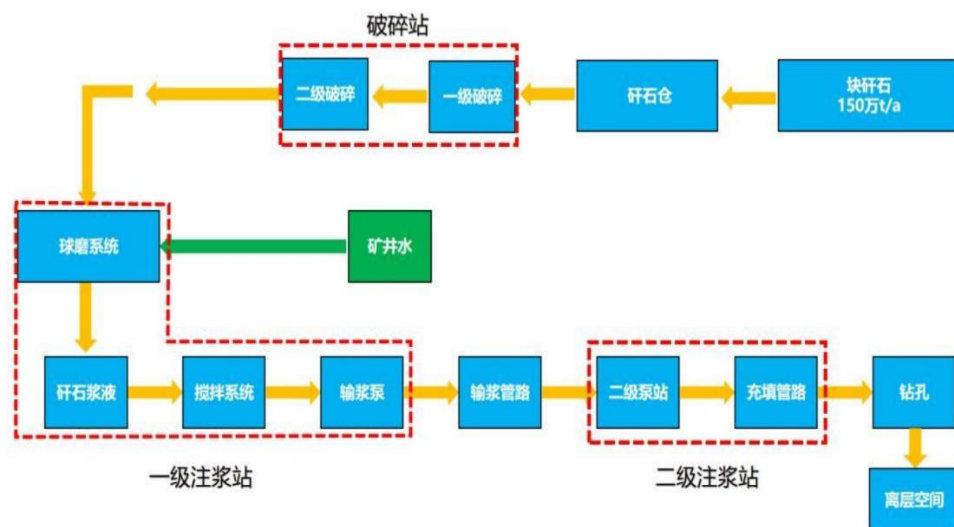 破碎站
二级破碎
一级破碎
矸石仓
块矸石
150万t/a
球磨系统
矿井水
矸石浆液
搅拌系统
输浆泵
输浆管路
二级泵站
充填管路
钻孔
一级注浆站
二级注浆站
离层空间